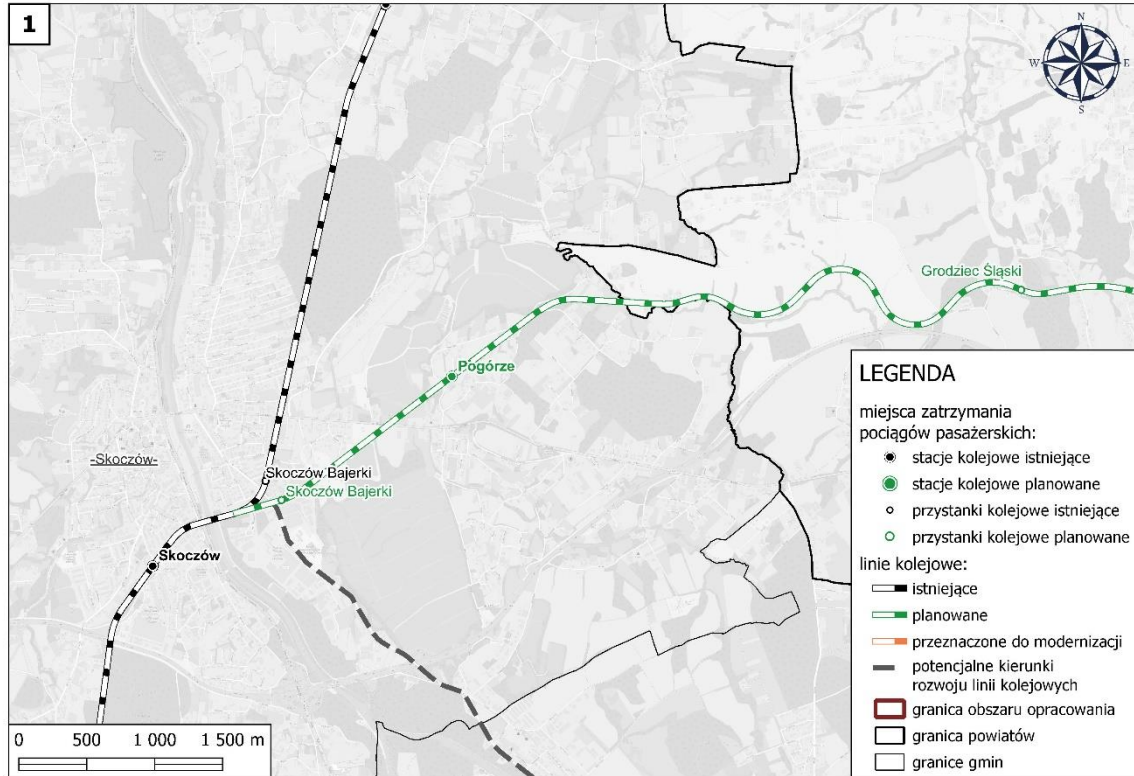 1
N
W
E
S
Grodziec Śląski
Pogórze
-Skoczów-
Skoczów Bajerki
Skoczów Bajerki
Skoczów
LEGENDA
miejsca zatrzymania
pociągów pasażerskich:
stacje kolejowe istniejące
stacje kolejowe planowane
przystanki kolejowe istniejące
przystanki kolejowe planowane
linie kolejowe:
istniejące
planowane
przeznaczone do modernizacji
potencjalne kierunki
rozwoju linii kolejowych
granica obszaru opracowania
granica powiatów
granice gmin
0 500 1 000 1 500 m